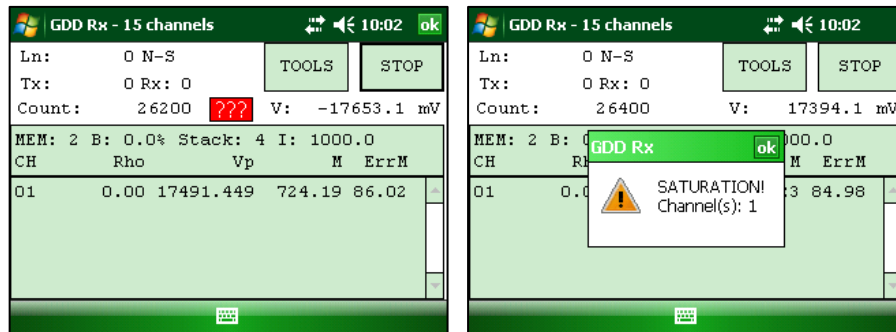 GDD Rx - 15 channels 10:02 ok
Ln: 0 N-S
TOOLS STOP
Tx: 0 Rx: 0
Count: 26200 ??? V: -17653.1 mV
MEM: 2 B: 0.0% Stack: 4 I: 1000.0
CH Rho Vp M ErrM
01 0.00 17491.449 724.19 86.02
GDD Rx - 15 channels 10:02
Ln: 0 N-S
TOOLS STOP
Tx: 0 Rx: 0
Count: 26400 V: 17394.1 mV
MEM: 2 B:
CH M ErrM
01 84.98
GDD Rx ok
SATURATION!
Channel(s): 1